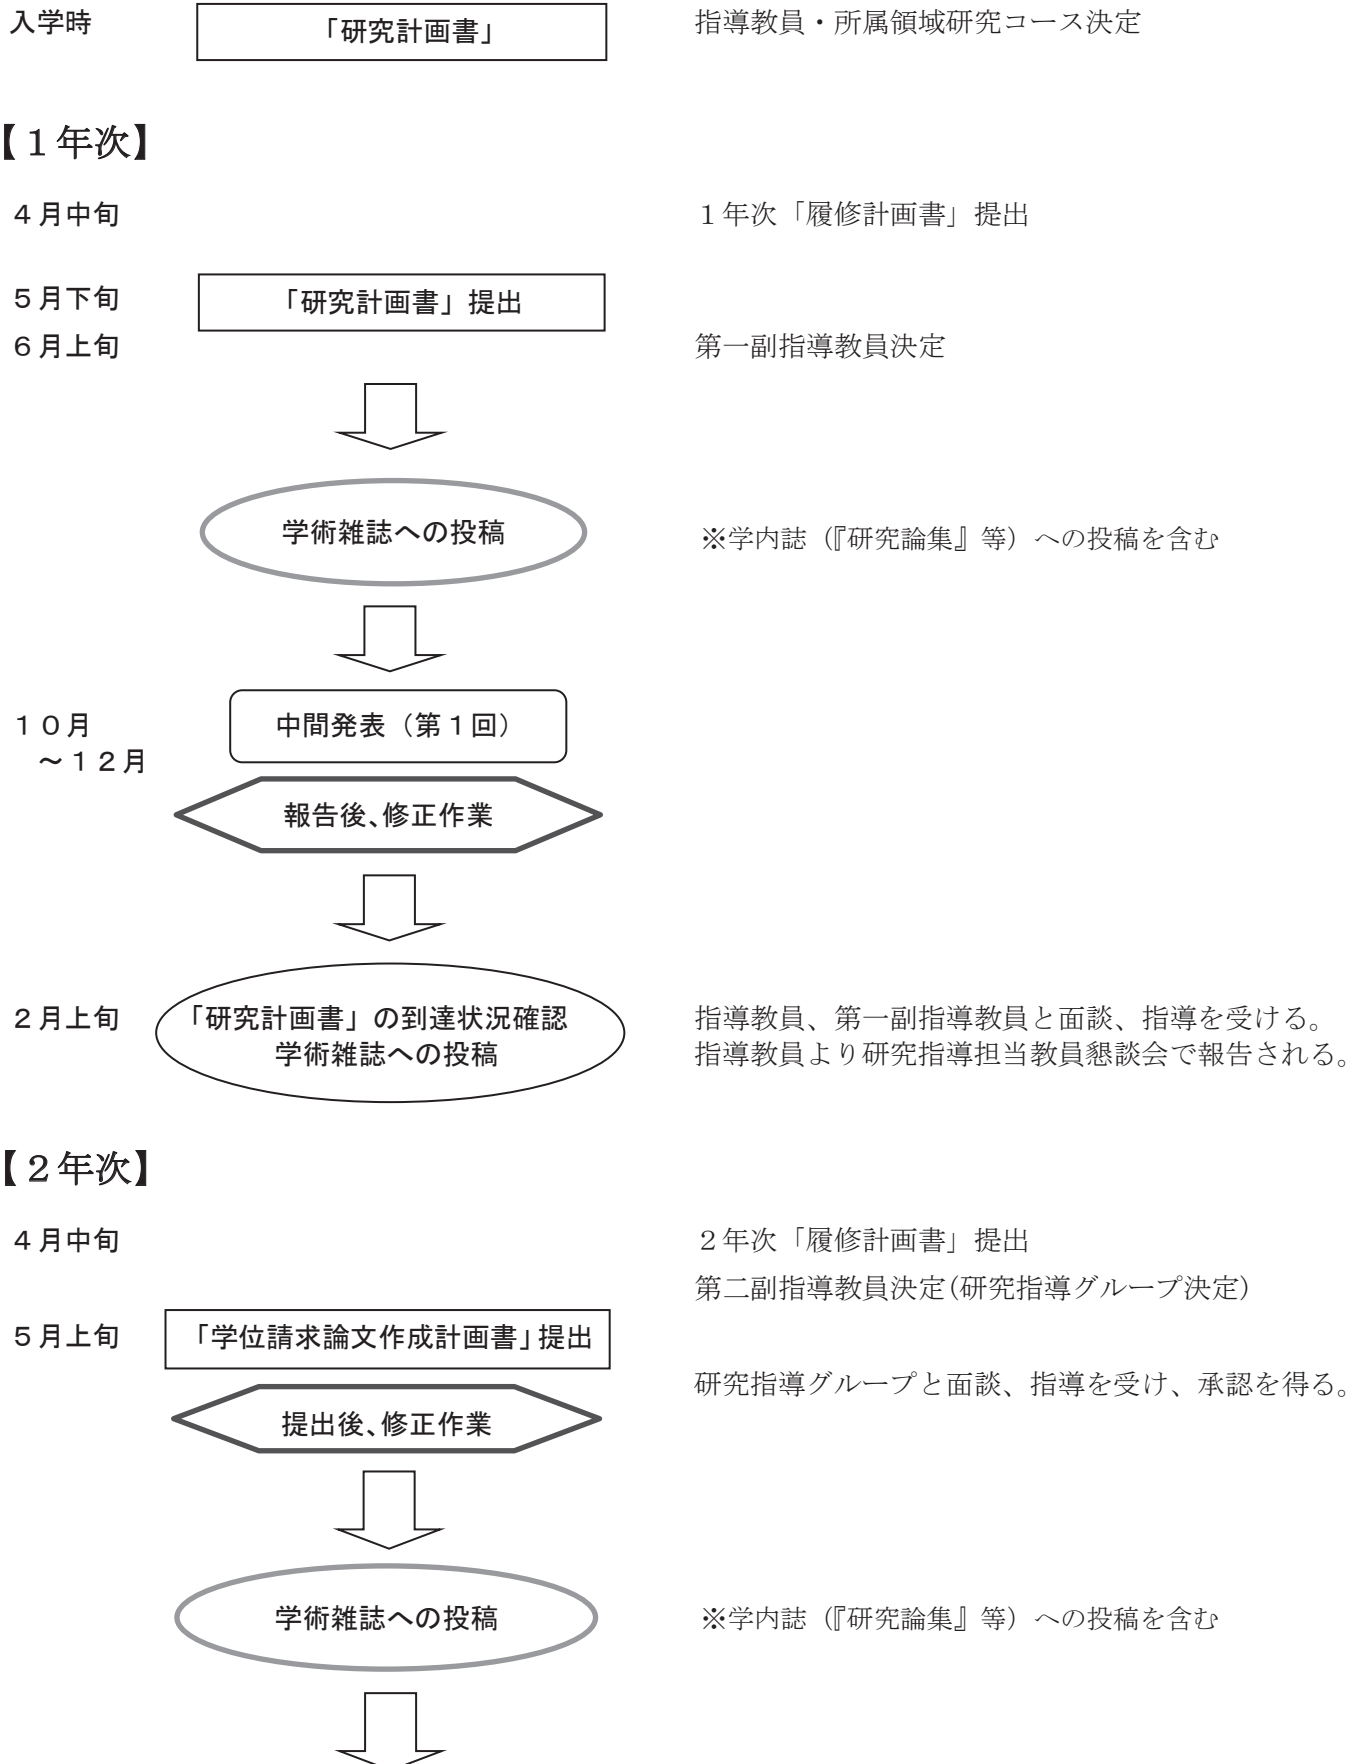 入学時
「研究計画書」
指導教員・所属領域研究コース決定
【１年次】
４月中旬
１年次「履修計画書」提出
５月下旬
「研究計画書」提出
６月上旬
第一副指導教員決定
学術雑誌への投稿
※学内誌（『研究論集』等）への投稿を含む
１０月
～１２月
中間発表（第１回）
報告後、修正作業
２月上旬
「研究計画書」の到達状況確認
学術雑誌への投稿
指導教員、第一副指導教員と面談、指導を受ける。
指導教員より研究指導担当教員懇談会で報告される。
【２年次】
４月中旬
２年次「履修計画書」提出
第二副指導教員決定(研究指導グループ決定)
５月上旬
「学位請求論文作成計画書」提出
研究指導グループと面談、指導を受け、承認を得る。
提出後、修正作業
学術雑誌への投稿
※学内誌（『研究論集』等）への投稿を含む